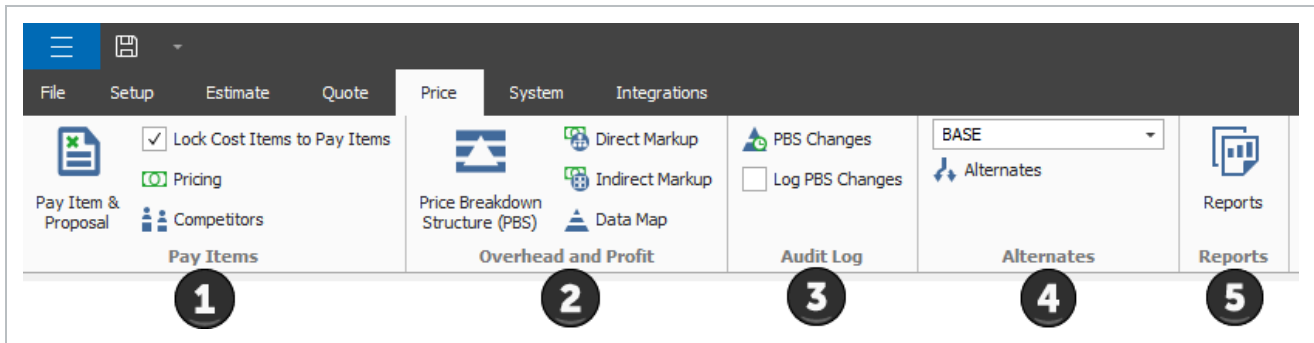 File Setup Estimate Quote Price System Integrations
Pay Item &
Proposal
Lock Cost Items to Pay Items
Pricing
Competitors
Pay Items
Price Breakdown
Structure (PBS)
Direct Markup
Indirect Markup
Data Map
Overhead and Profit
PBS Changes
Log PBS Changes
Audit Log
BASE
Alternates
Alternates
Reports
Reports
1 2 3 4 5